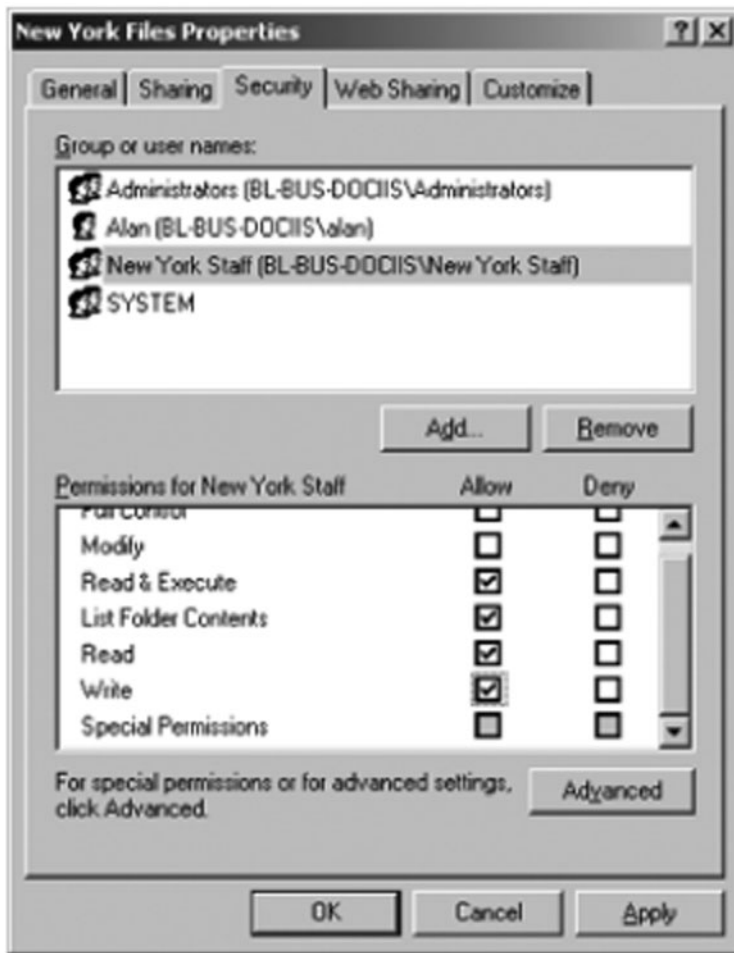 New York Files Properties
General Sharing Security Web Sharing Customize
Group or user names:
Administrators (BL-BUS-DOCIIS\Administrators)
Alan (BL-BUS-DOCIIS\alan)
New York Staff (BL-BUS-DOCIIS\New York Staff)
SYSTEM
Add... Remove
Permissions for New York Staff Allow Deny
Full Control
Modify
Read & Execute
List Folder Contents
Read
Write
Special Permissions
For special permissions or for advanced settings,
click Advanced.
Advanced
OK Cancel Apply